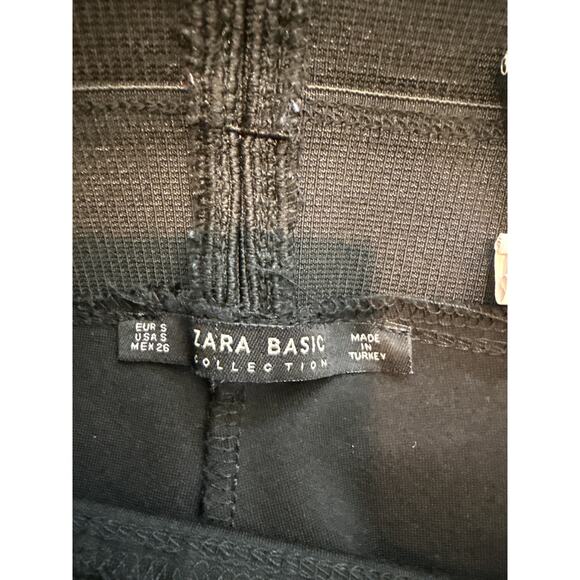 EUR S
USA S
MEX 26
ZARA BASIC
COLLECTION
MADE
IN
TURKEY